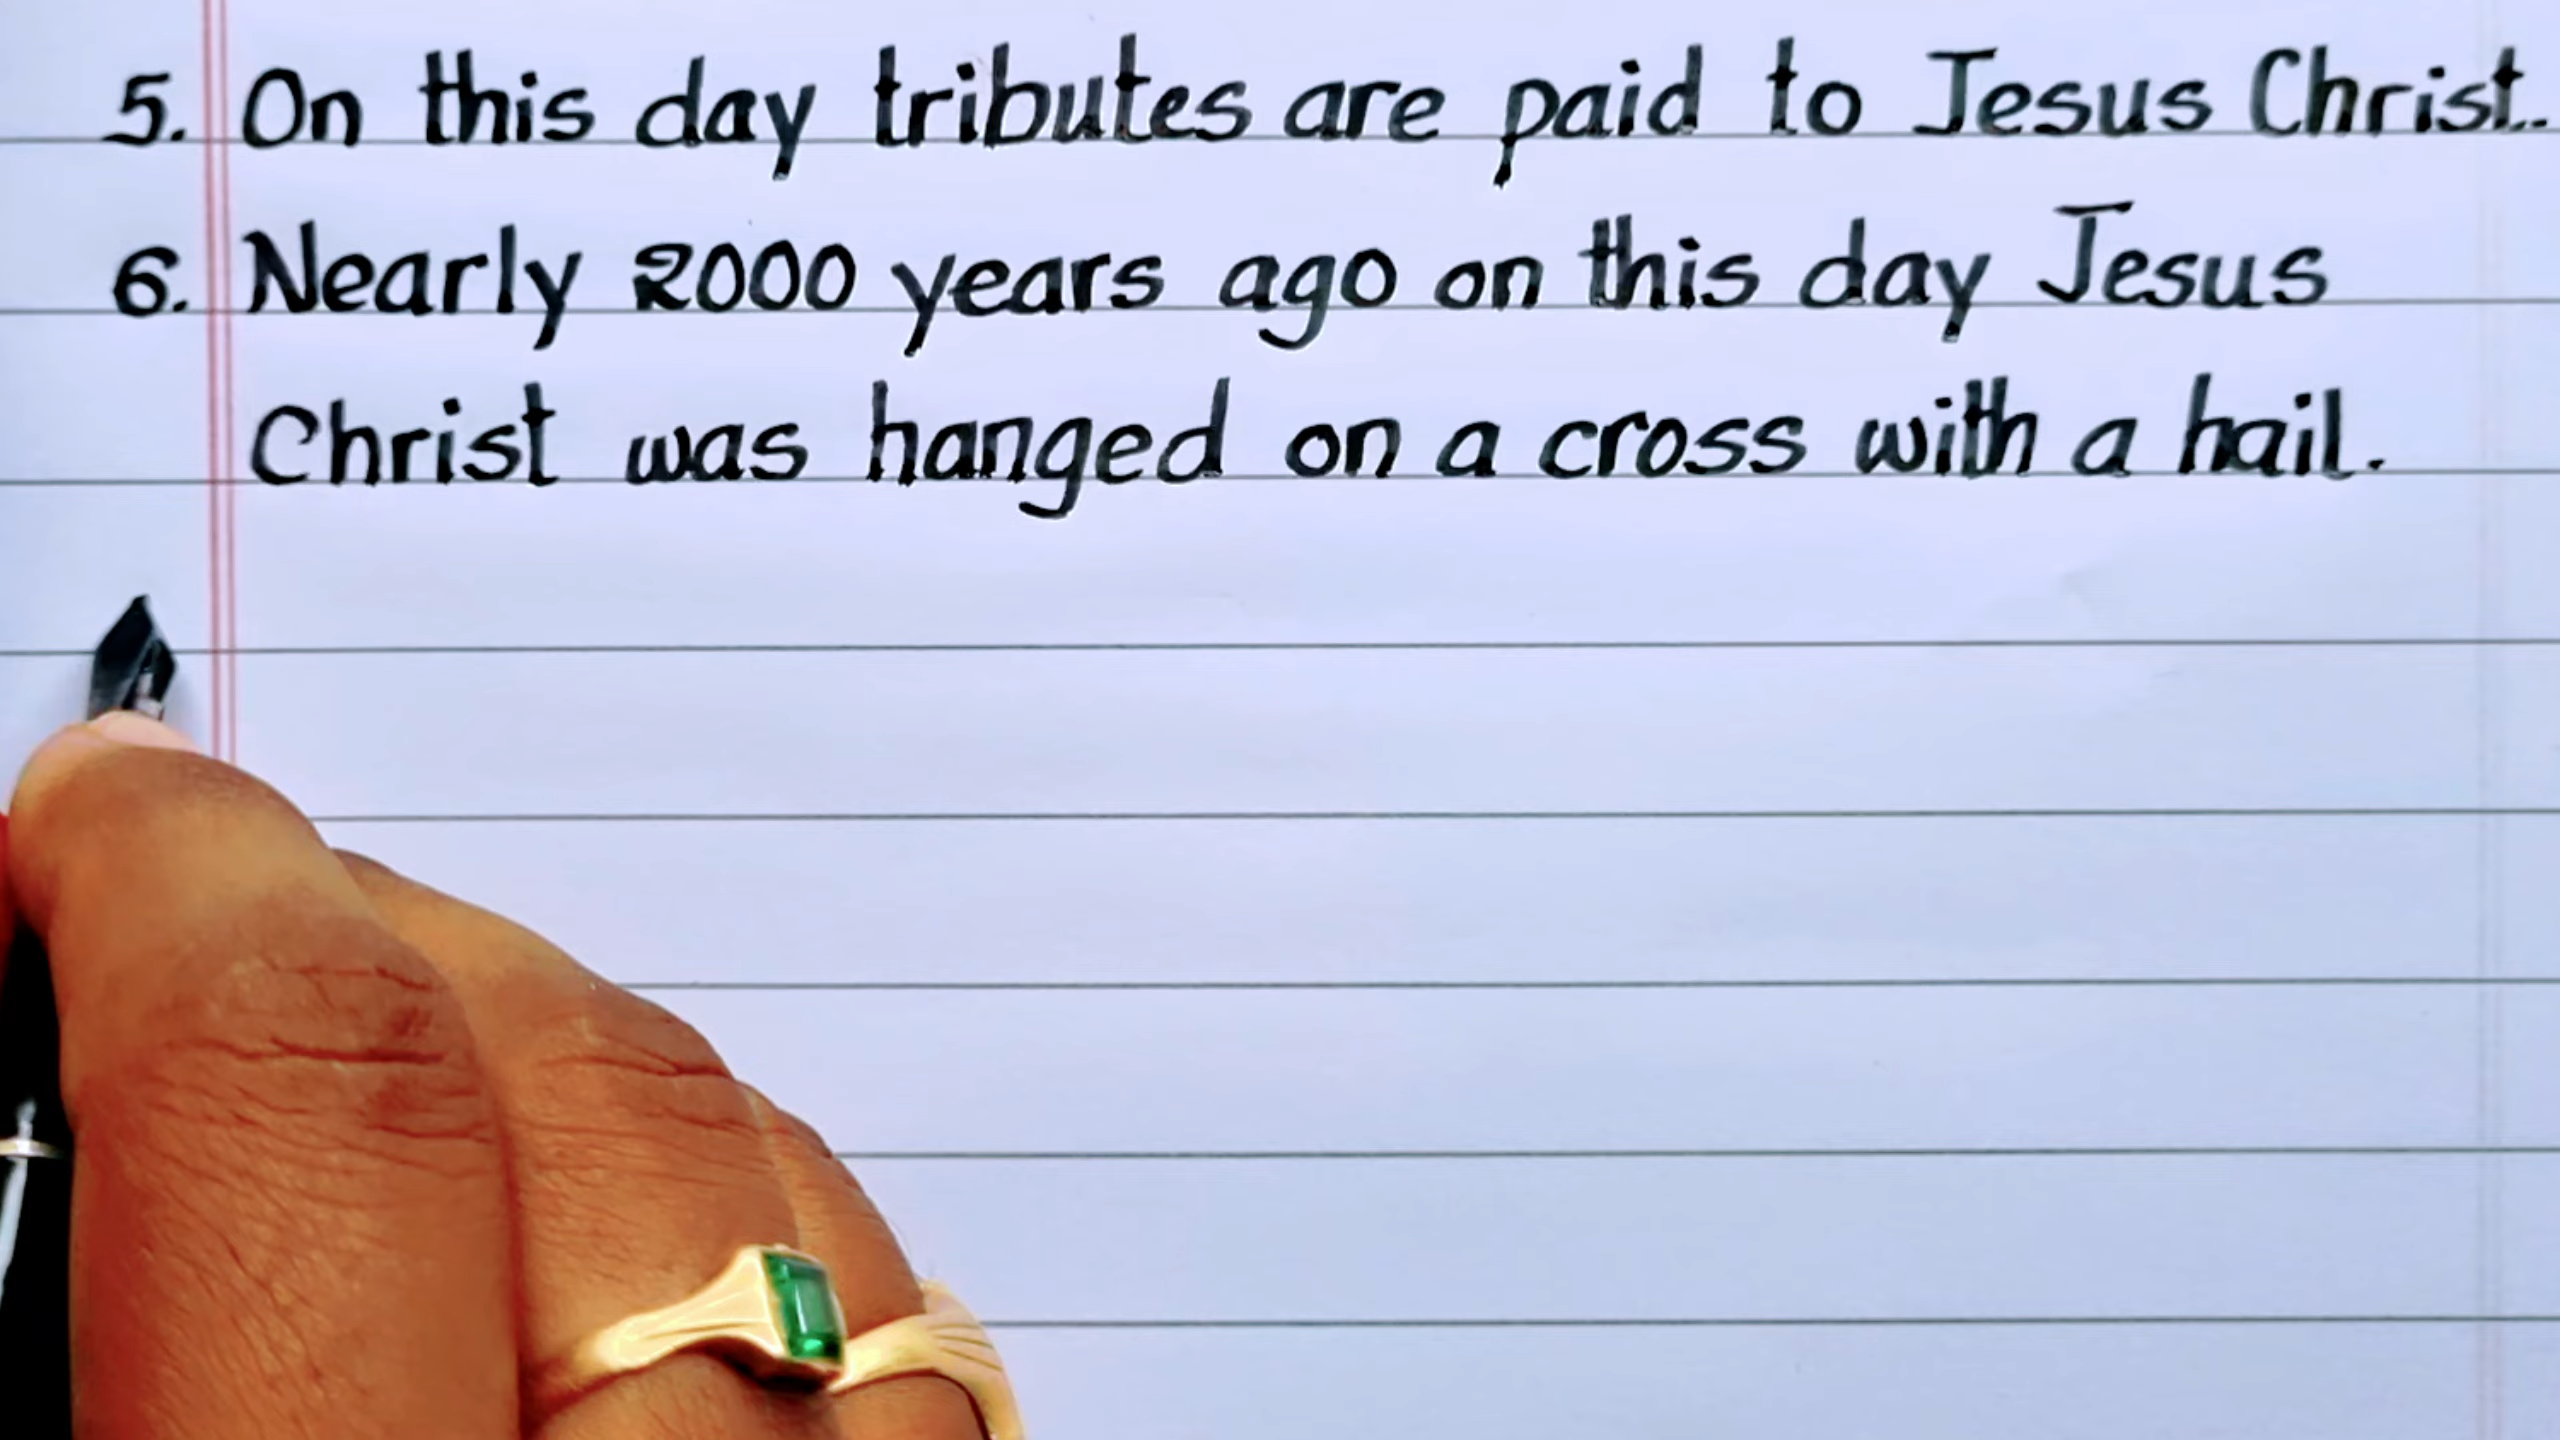 5. On this day tributes are paid to Jesus Christ.
6. Nearly 2000 years ago on this day Jesus
Christ was hanged on a cross with a hail.